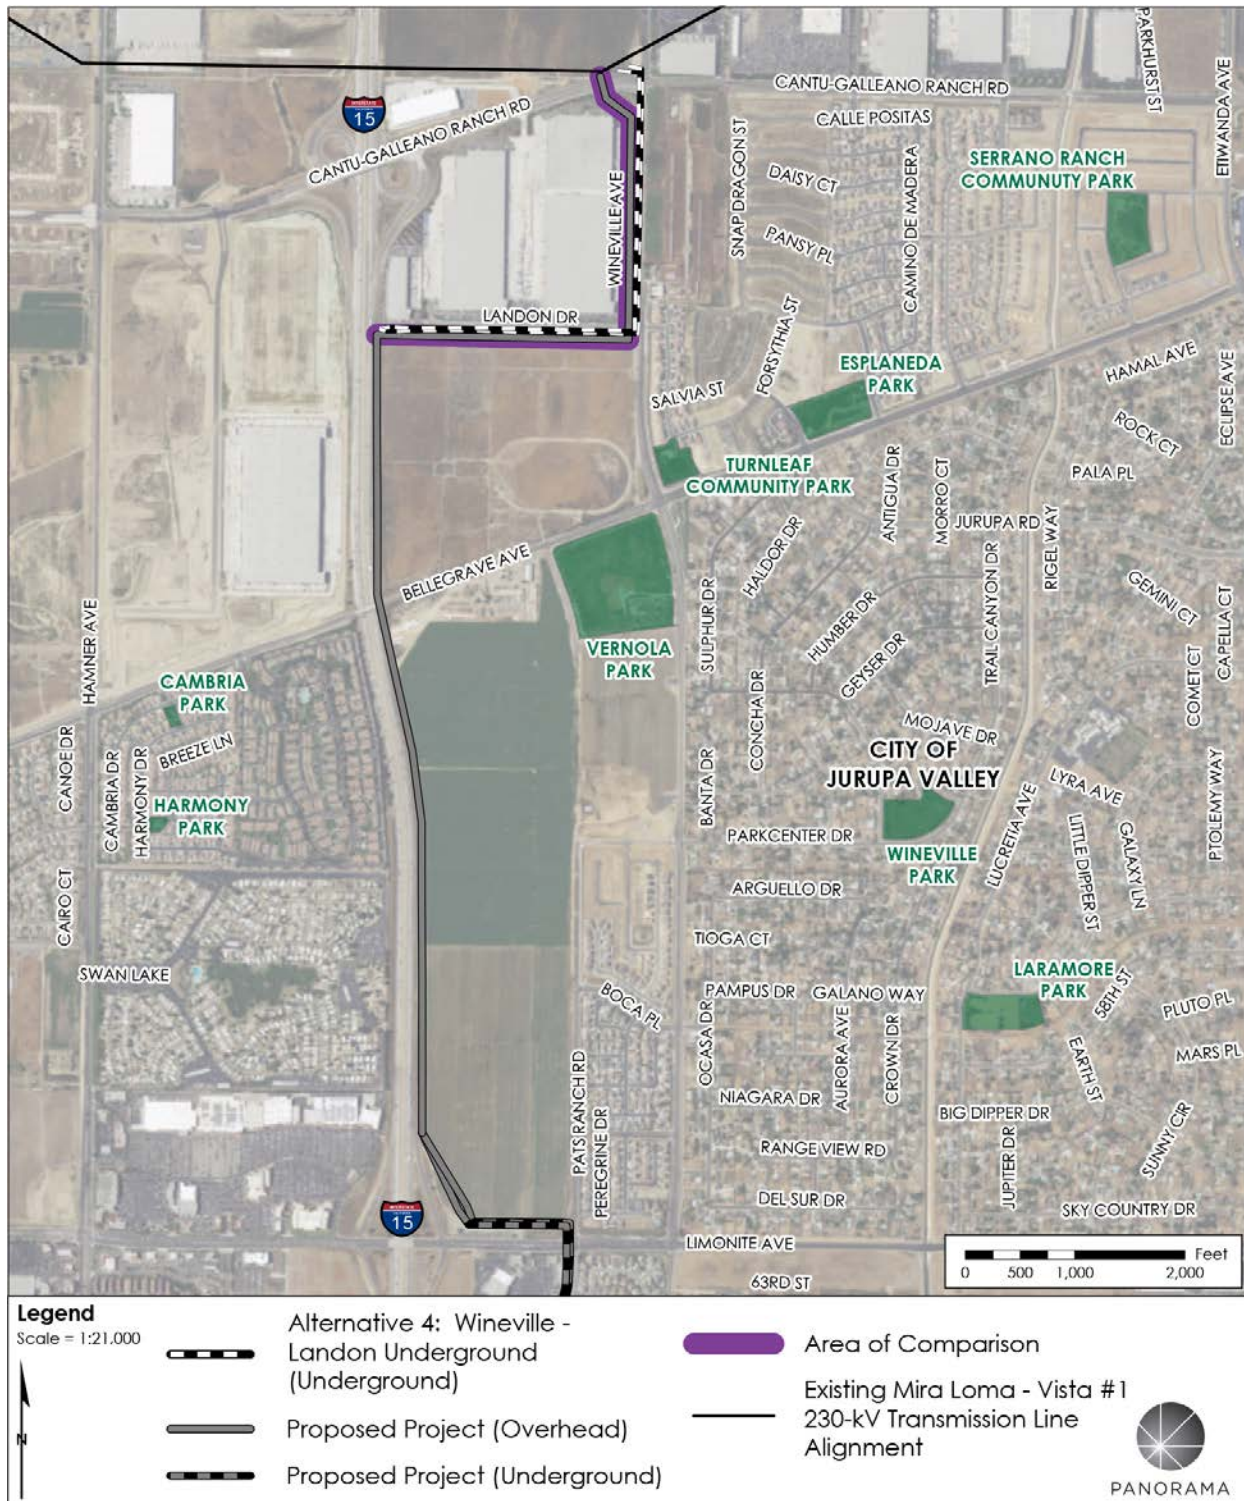 PARKHURST ST
CANTU-GALLEANO RANCH RD
ETIWANDA AVE
INTERSTATE
15
CANTU-GALLEANO RANCH RD
CALLE POSITAS
SNAP DRAGON ST
DAISY CT
CAMINO DE MADERA
SERRANO RANCH
COMMUNUTY PARK
WINEVILLE AVE
PANSY PL
LANDON DR
FORSYTHIA ST
ESPLANEDA
PARK
HAMAL AVE
ECLIPSE AVE
SALVIA ST
ROCK CT
TURNLEAF
COMMUNITY PARK
ANTIGUA DR
MORRO CT
PALA PL
JURUPA RD
RIGEL WAY
BELLEGRAVE AVE
HALDOR DR
TRAIL CANYON DR
GEMINI CT
CAPELLA CT
HAMNER AVE
SULPHUR DR
HUMBER DR
GEYSER DR
VERNOLA
PARK
COMET CT
CAMBRIA
PARK
CANOE DR
BREEZE LN
CONCHA DR
MOJAVE DR
CITY OF
JURUPA VALLEY
CAMBRIA DR
HARMONY DR
HARMONY
PARK
BANTA DR
LYRA AVE
PTOLEMY WAY
PARKCENTER DR
WINEVILLE
PARK
LUCRETIA AVE
LITTLE DIPPER ST
GALAXY LN
CAIRO CT
ARGUELLO DR
TIOGA CT
SWAN LAKE
LARAMORE
PARK
BOCA PL
PAMPUS DR
GALANO WAY
58TH ST
PLUTO PL
OCASA DR
AURORA AVE
CROWN DR
EARTH ST
MARS PL
PATS RANCH RD
PEREGRINE DR
NIAGARA DR
BIG DIPPER DR
RANGE VIEW RD
JUPITER DR
SUNNY CIR
DEL SUR DR
SKY COUNTRY DR
15
LIMONITE AVE
63RD ST
Feet
0 500 1,000 2,000
Legend
Scale = 1:21,000
N
Alternative 4: Wineville -
Landon Underground
(Underground)
Proposed Project (Overhead)
Proposed Project (Underground)
Area of Comparison
Existing Mira Loma - Vista #1
230-kV Transmission Line
Alignment
PANORAMA